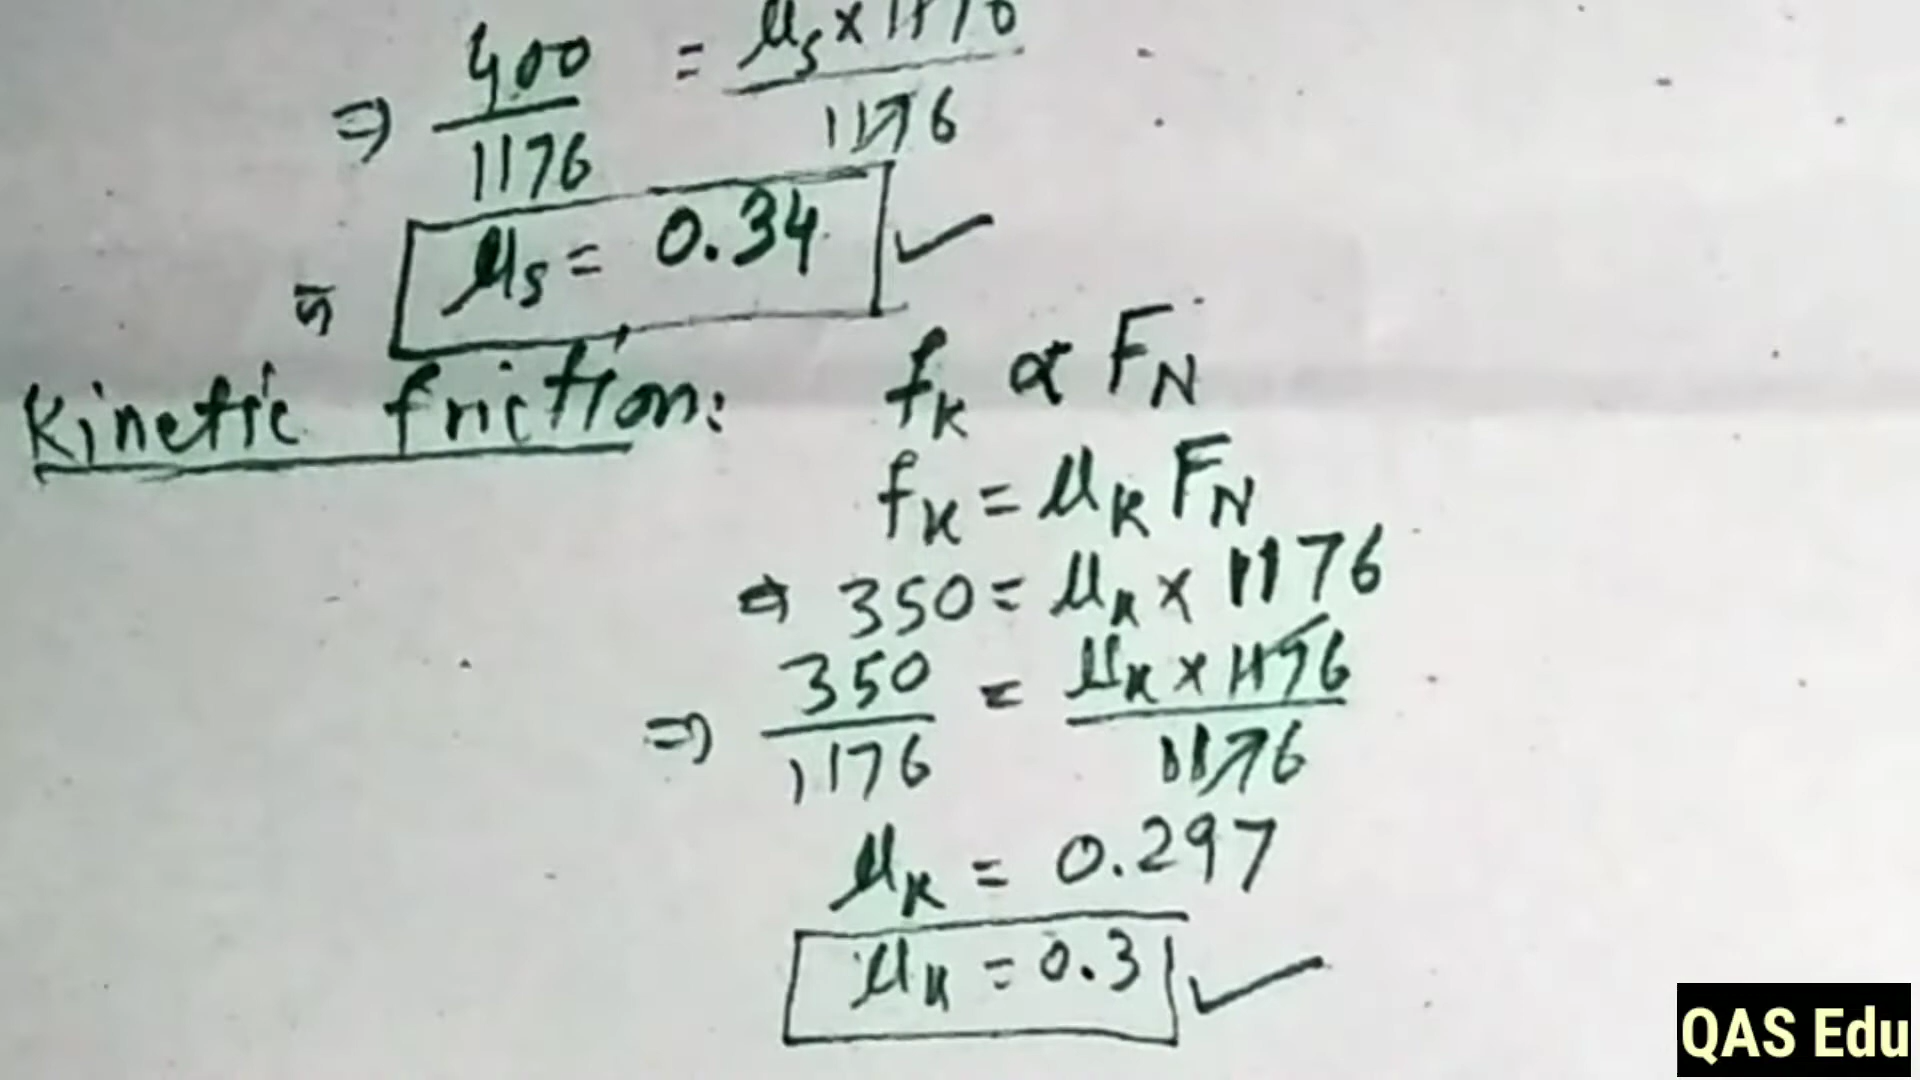 ⇒ 400/1176 = μs × 1176/1176
⇒ μs = 0.34 ✓
Kinetic friction: fK ∝ FN
fK = μK FN
⇒ 350 = μK × 1176
⇒ 350/1176 = μK × 1176/1176
μK = 0.297
μK = 0.3 ✓
QAS Edu